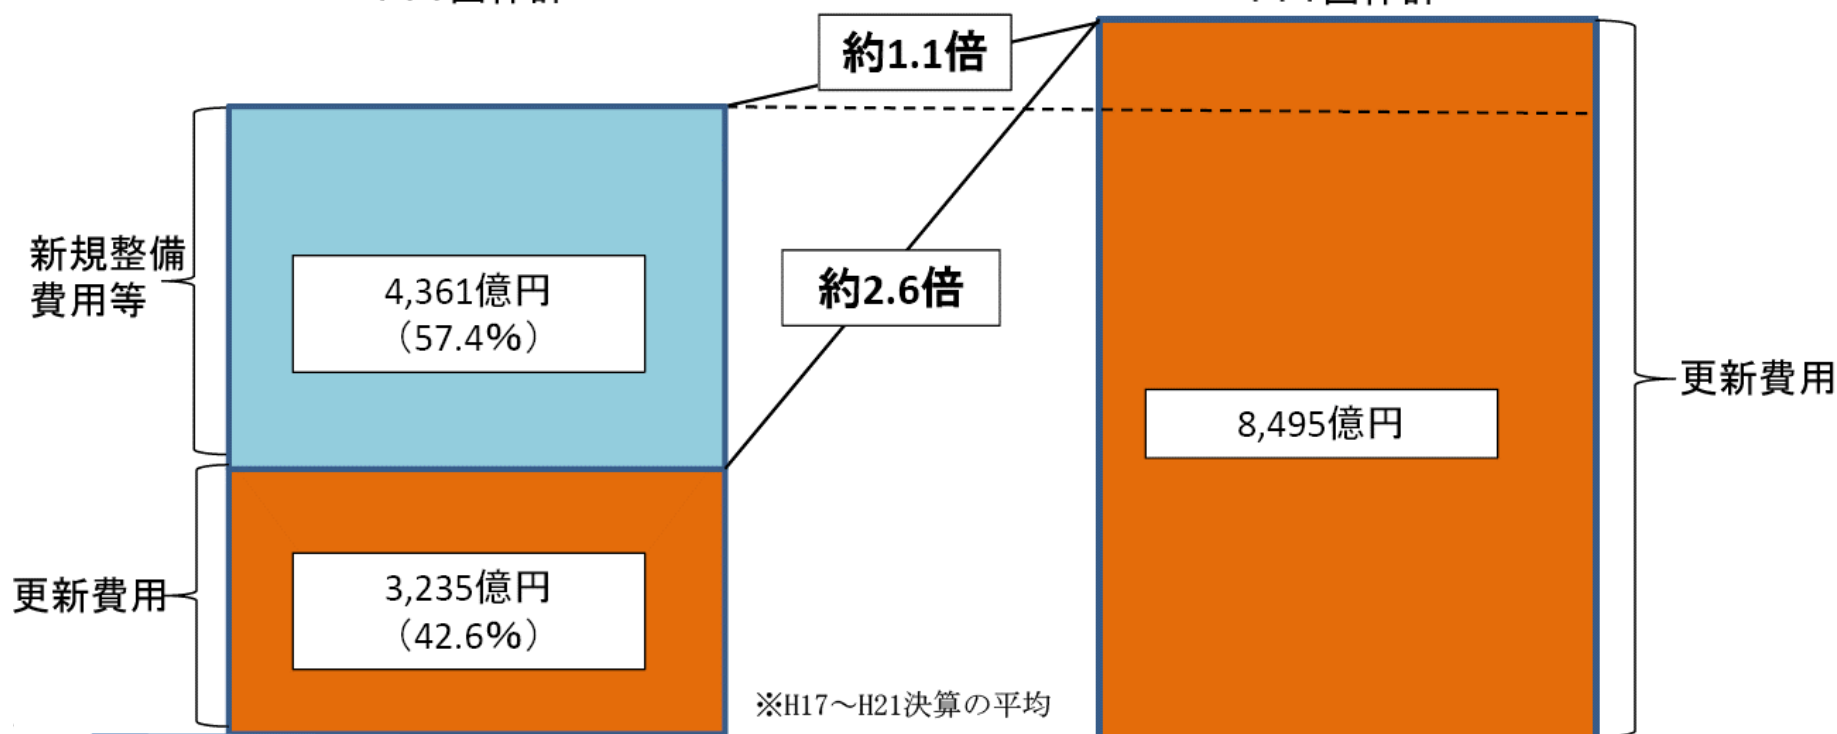 約1.1倍
新規整備
費用等
4,361億円
（57.4%）
約2.6倍
更新費用
8,495億円
更新費用
3,235億円
（42.6%）
※H17～H21決算の平均